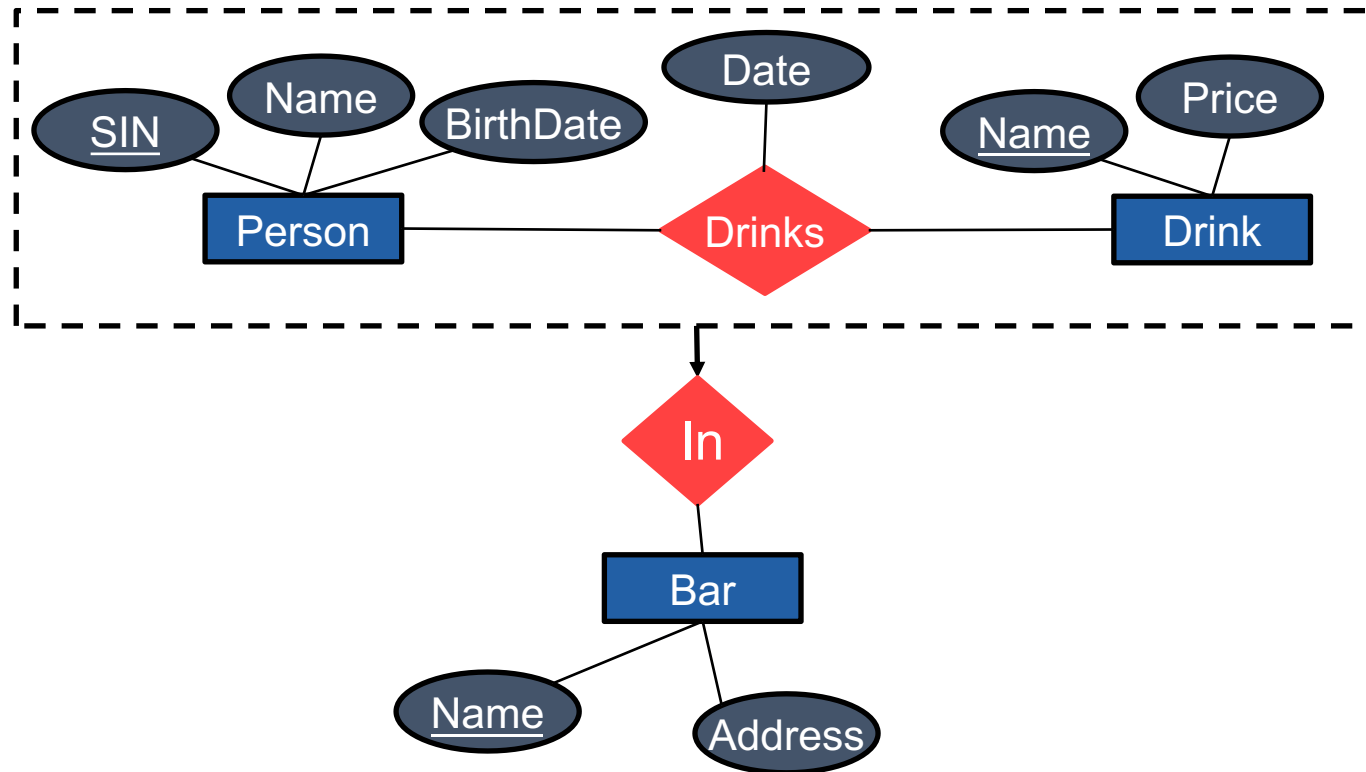 Date
Name
Price
SIN
BirthDate
Name
Person
Drinks
Drink
In
Bar
Name
Address